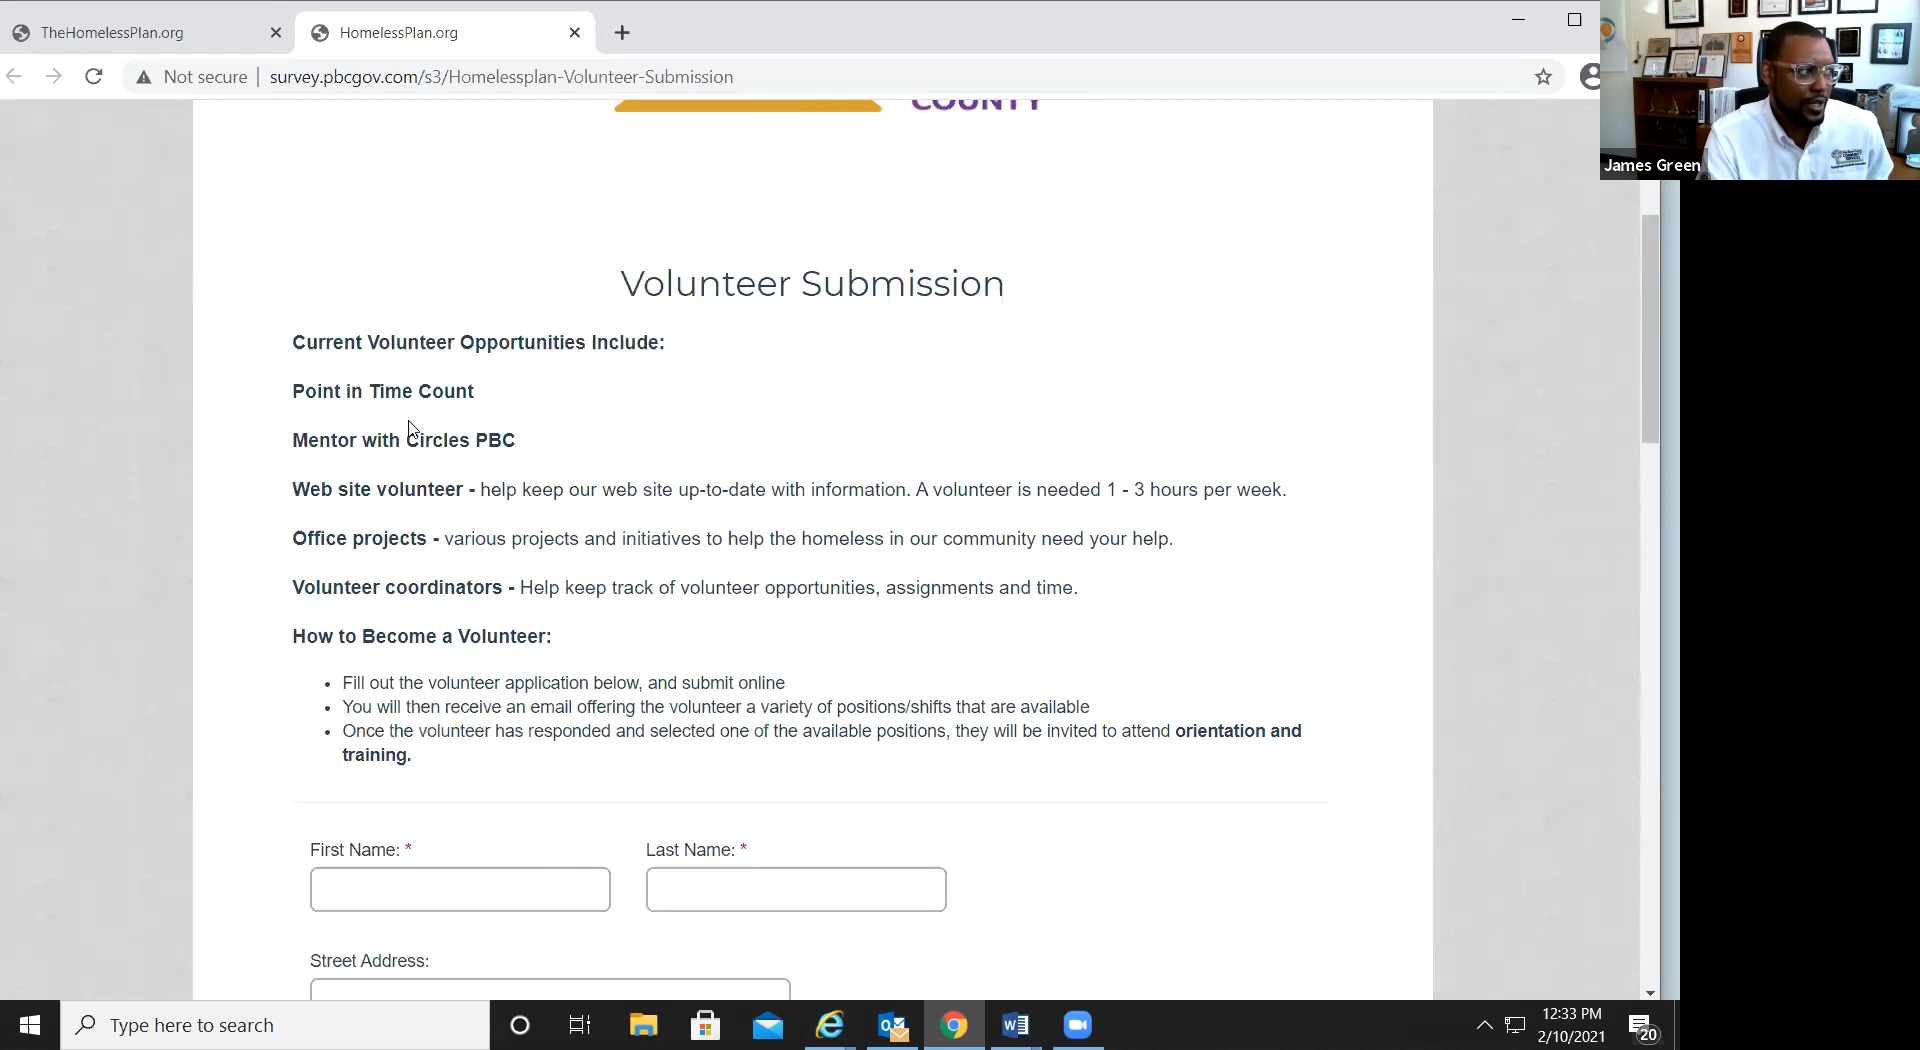 TheHomelessPlan.org
HomelessPlan.org
Not secure
survey.pbcgov.com/s3/Homelessplan-Volunteer-Submission
James Green
COUNTY
Volunteer Submission
Current Volunteer Opportunities Include:
Point in Time Count
Mentor with Circles PBC
Web site volunteer - help keep our web site up-to-date with information. A volunteer is needed 1 - 3 hours per week.
Office projects - various projects and initiatives to help the homeless in our community need your help.
Volunteer coordinators - Help keep track of volunteer opportunities, assignments and time.
How to Become a Volunteer:
• Fill out the volunteer application below, and submit online
• You will then receive an email offering the volunteer a variety of positions/shifts that are available
• Once the volunteer has responded and selected one of the available positions, they will be invited to attend orientation and
training.
First Name: *
Last Name: *
Street Address:
Type here to search
12:33 PM
2/10/2021
20